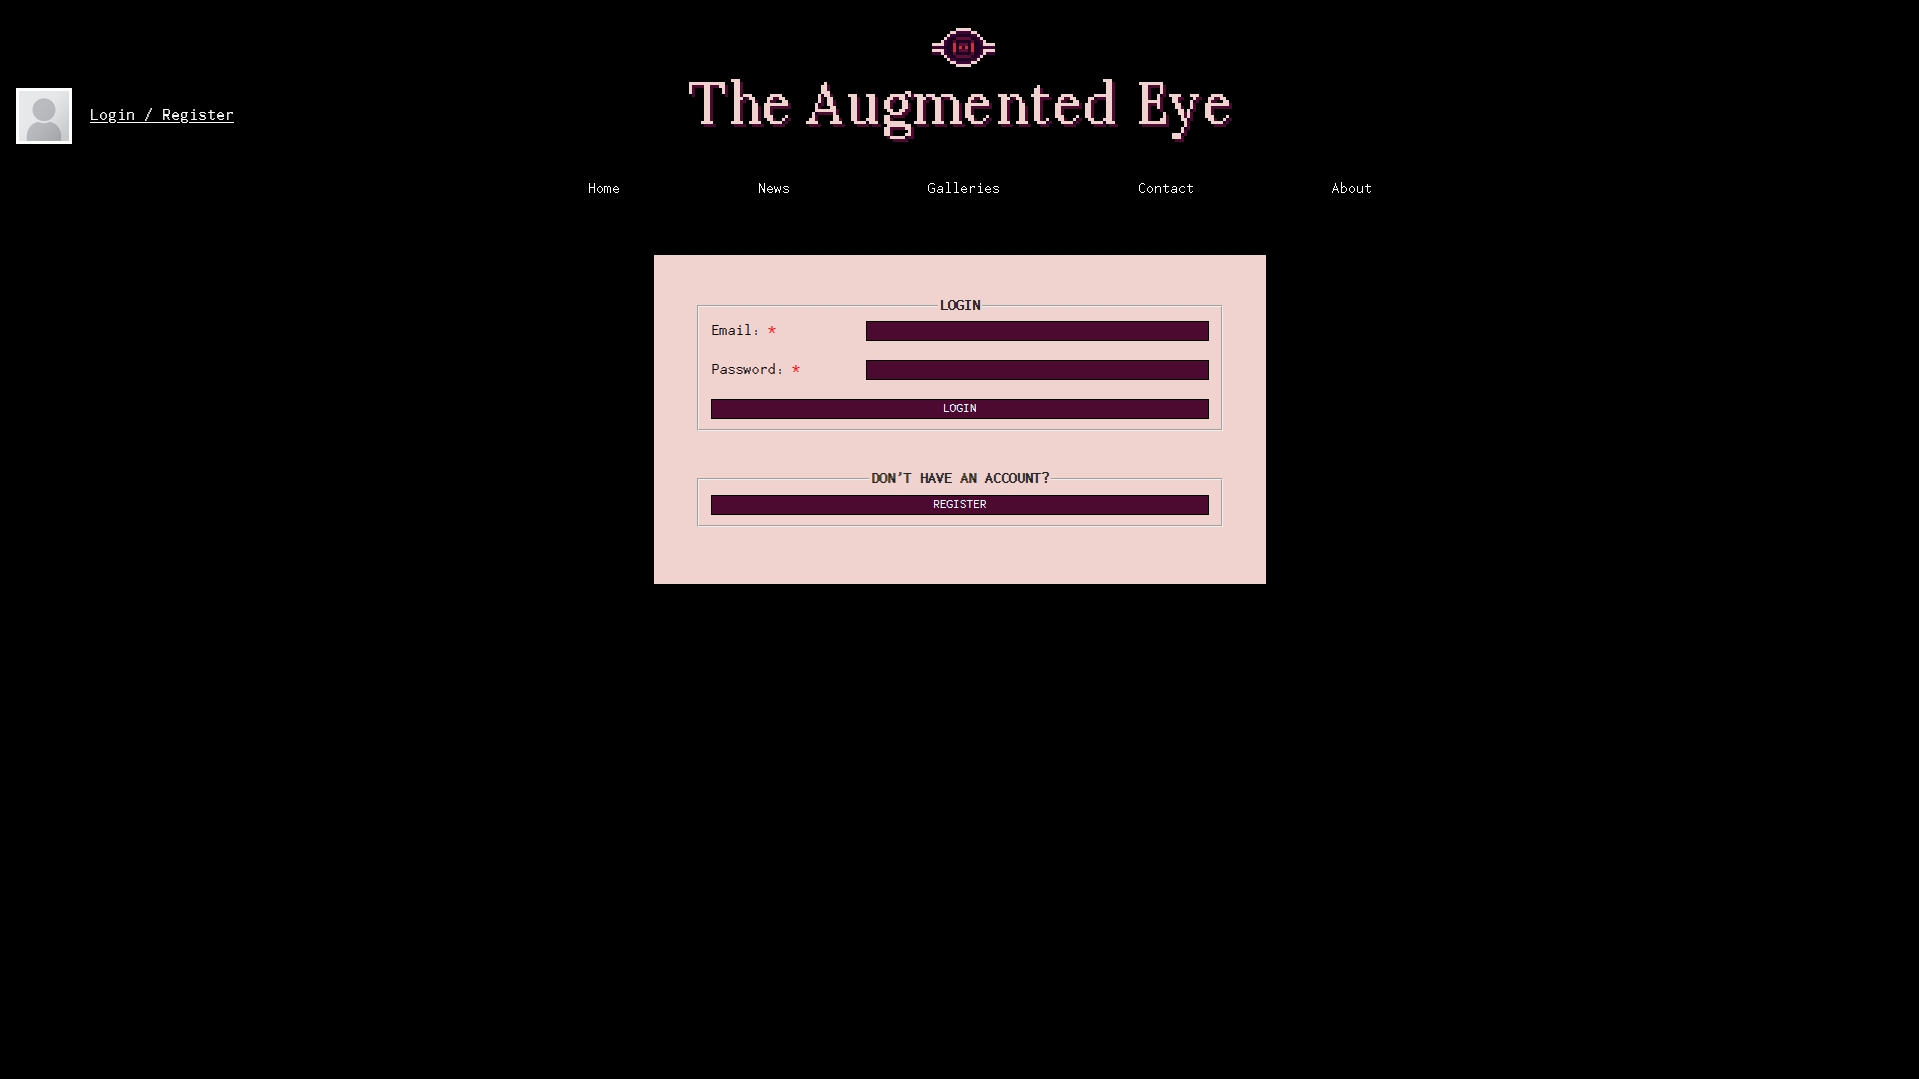 The Augmented Eye
Login / Register
Home News Galleries Contact About
LOGIN
Email: *
Password: *
LOGIN
DON'T HAVE AN ACCOUNT?
REGISTER